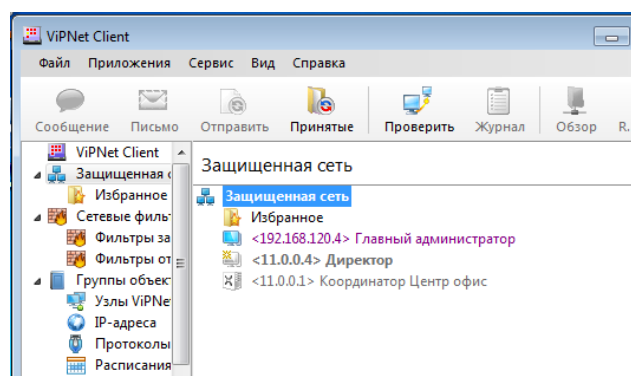 ViPNet Client
Файл Приложения Сервис Вид Справка
Сообщение Письмо Отправить Принятые Проверить Журнал Обзор R.
ViPNet Client
Защищенная с
Избранное
Сетевые филь
Фильтры за
Фильтры от
Группы объек
Узлы ViPNe
IP-адреса
Протоколы
Расписания
Защищенная сеть
Защищенная сеть
Избранное
<192.168.120.4> Главный администратор
<11.0.0.4> Директор
<11.0.0.1> Координатор Центр офис